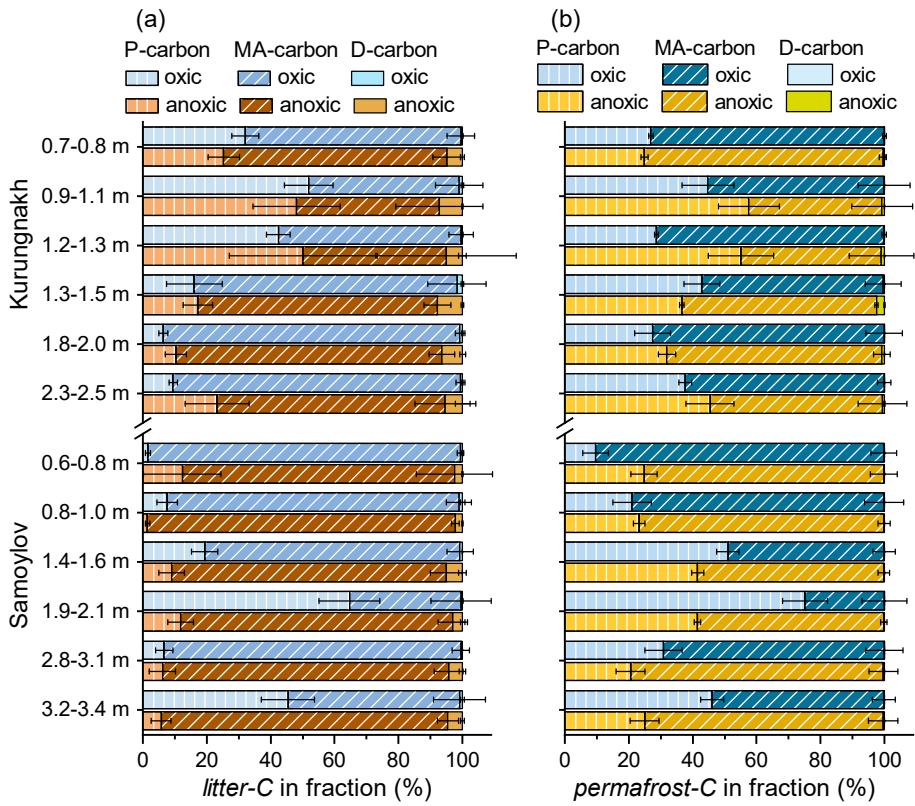 (a)
(b)
P-carbon MA-carbon D-carbon
oxic oxic oxic
anoxic anoxic anoxic
P-carbon MA-carbon D-carbon
oxic oxic oxic
anoxic anoxic anoxic
Kurungnakh
0.7-0.8 m
0.9-1.1 m
1.2-1.3 m
1.3-1.5 m
1.8-2.0 m
2.3-2.5 m
Samoylov
0.6-0.8 m
0.8-1.0 m
1.4-1.6 m
1.9-2.1 m
2.8-3.1 m
3.2-3.4 m
0 20 40 60 80 100
litter-C in fraction (%)
0 20 40 60 80 100
permafrost-C in fraction (%)